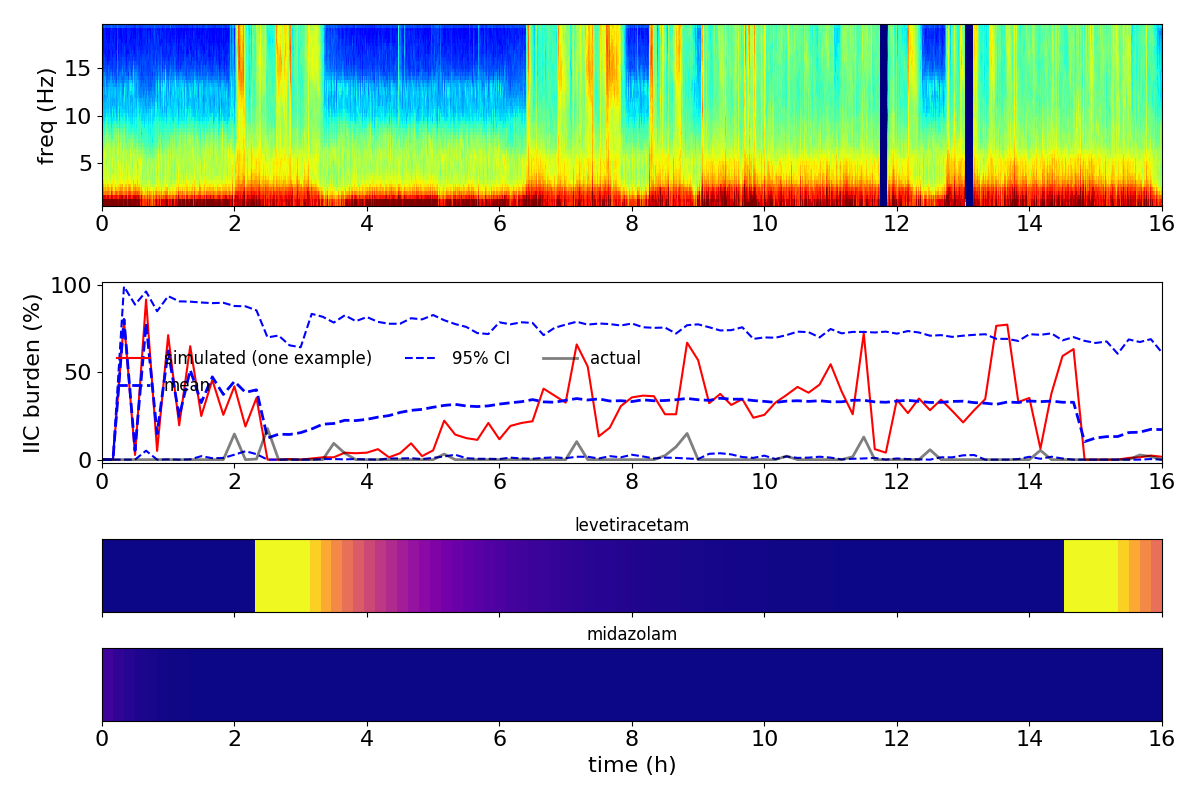 freq (Hz)
15
10
5
0 2 4 6 8 10 12 14 16
IIC burden (%)
100
50
0
simulated (one example) 95% CI actual
mean
0 2 4 6 8 10 12 14 16
levetiracetam
midazolam
0 2 4 6 8 10 12 14 16
time (h)